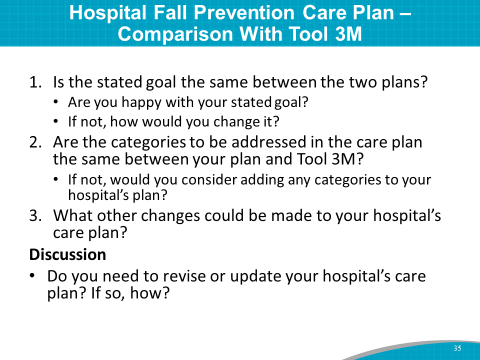 Hospital Fall Prevention Care Plan –
Comparison With Tool 3M
1. Is the stated goal the same between the two plans?
• Are you happy with your stated goal?
• If not, how would you change it?
2. Are the categories to be addressed in the care plan
the same between your plan and Tool 3M?
• If not, would you consider adding any categories to your
hospital’s plan?
3. What other changes could be made to your hospital’s
care plan?
Discussion
• Do you need to revise or update your hospital’s care
plan? If so, how?
35